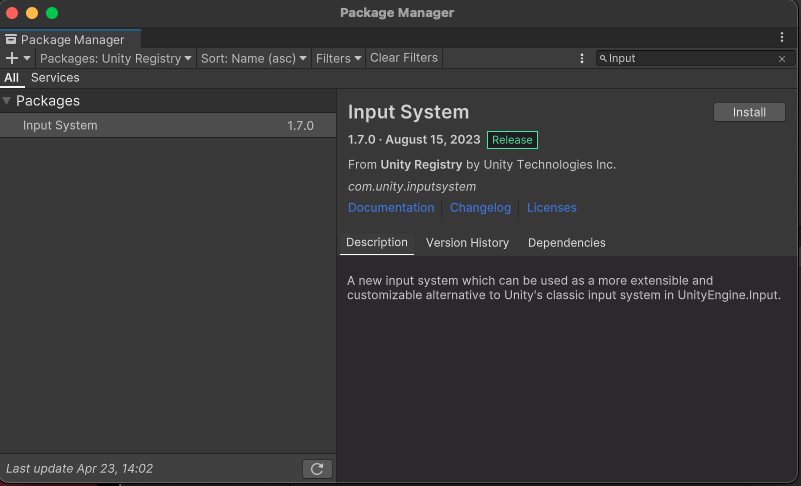 Package Manager
Package Manager
Packages: Unity Registry Sort: Name (asc) Filters Clear Filters Input
All Services
Packages
Input System 1.7.0
Last update Apr 23, 14:02
Input System Install
1.7.0 · August 15, 2023 Release
From Unity Registry by Unity Technologies Inc.
com.unity.inputsystem
Documentation Changelog Licenses
Description Version History Dependencies
A new input system which can be used as a more extensible and
customizable alternative to Unity's classic input system in UnityEngine.Input.